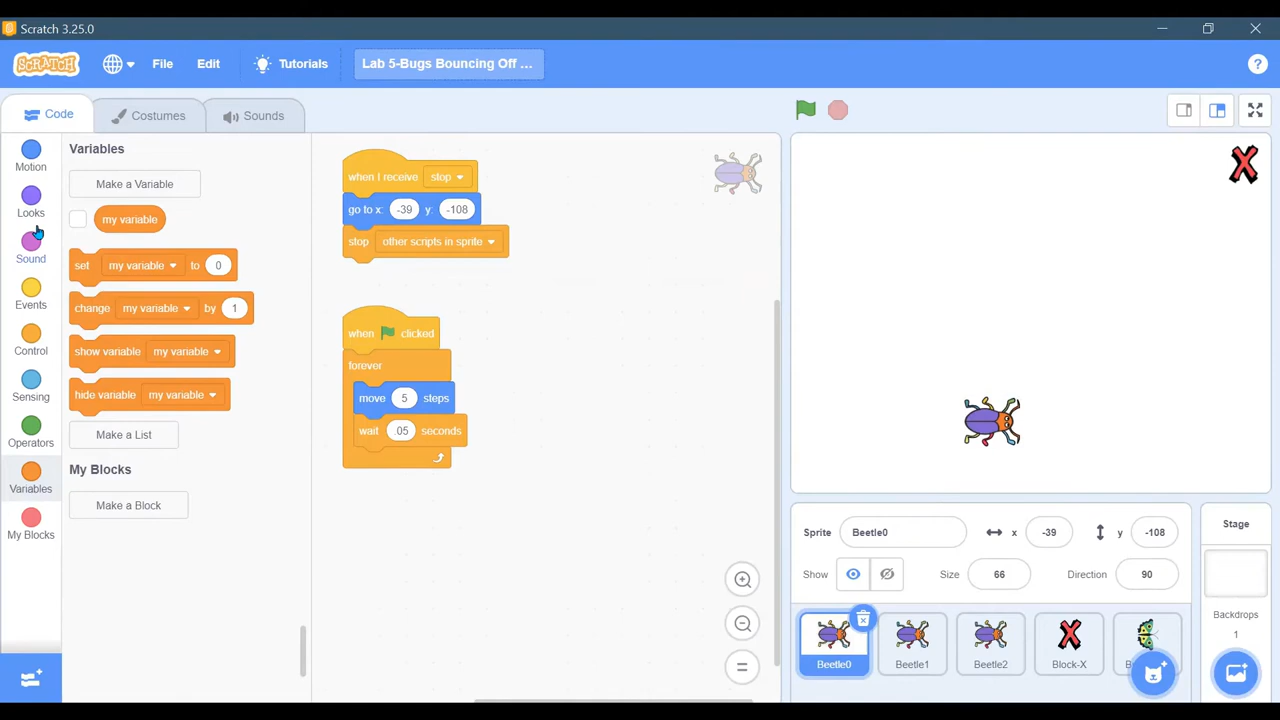 Scratch 3.25.0
SCRATCH
File
Edit
Tutorials
Lab 5-Bugs Bouncing Off ...
?
Code
Costumes
Sounds
Motion
Looks
Sound
Events
Control
Sensing
Operators
Variables
My Blocks
Variables
Make a Variable
my variable
set my variable to 0
change my variable by 1
show variable my variable
hide variable my variable
Make a List
My Blocks
Make a Block
when I receive stop
go to x: -39 y: -108
stop other scripts in sprite
when clicked
forever
move 5 steps
wait .05 seconds
Sprite Beetle0 x -39 y -108
Show Size 66 Direction 90
Beetle0
Beetle1
Beetle2
Block-X
Stage
Backdrops
1